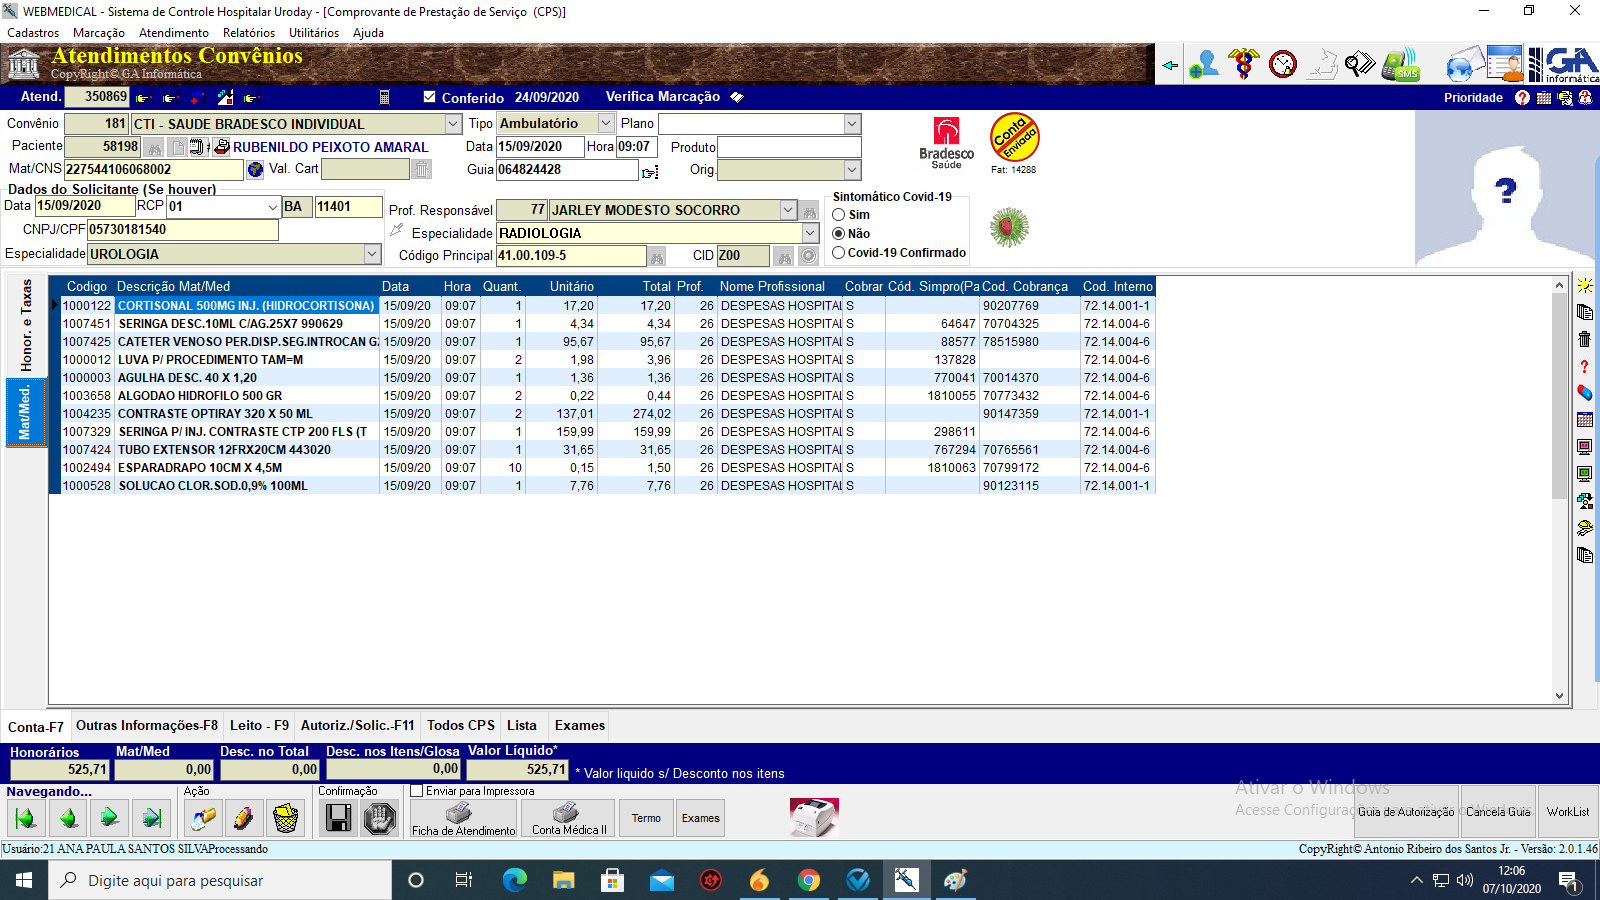 WEBMEDICAL - Sistema de Controle Hospitalar Uroday - [Comprovante de Prestação de Serviço (CPS)]
Cadastros Marcação Atendimento Relatórios Utilitários Ajuda
Atendimentos Convênios
CopyRight© GA Informática
SMS
GA
informática
Atend. 350869 Conferido 24/09/2020 Verifica Marcação Prioridade
Convênio 181 CTI - SAUDE BRADESCO INDIVIDUAL Tipo Ambulatório Plano
Paciente 58198 RUBENILDO PEIXOTO AMARAL Data 15/09/2020 Hora 09:07 Produto
Mat/CNS 227544106068002 Val. Cart Guia 064824428 Orig.
Bradesco
Saúde
Conta
Enviada
Fat: 14288
Dados do Solicitante (Se houver)
Data 15/09/2020 RCP 01 BA 11401
CNPJ/CPF 05730181540
Especialidade UROLOGIA
Prof. Responsável 77 JARLEY MODESTO SOCORRO
Especialidade RADIOLOGIA
Código Principal 41.00.109-5 CID Z00
Sintomático Covid-19
Sim
Não
Covid-19 Confirmado
Honor. e Taxas
Mat/Med.
Codigo Descrição Mat/Med Data Hora Quant. Unitário Total Prof. Nome Profissional Cobrar Cód. Simpro(Pa Cod. Cobrança Cod. Interno
1000122 CORTISONAL 500MG INJ. (HIDROCORTISONA) 15/09/20 09:07 1 17,20 17,20 26 DESPESAS HOSPITAL S 90207769 72.14.001-1
1007451 SERINGA DESC.10ML C/AG.25X7 990629 15/09/20 09:07 1 4,34 4,34 26 DESPESAS HOSPITAL S 64647 70704325 72.14.004-6
1007425 CATETER VENOSO PER.DISP.SEG.INTROCAN G2 15/09/20 09:07 1 95,67 95,67 26 DESPESAS HOSPITAL S 88577 78515980 72.14.004-6
1000012 LUVA P/ PROCEDIMENTO TAM=M 15/09/20 09:07 2 1,98 3,96 26 DESPESAS HOSPITAL S 137828 72.14.004-6
1000003 AGULHA DESC. 40 X 1,20 15/09/20 09:07 1 1,36 1,36 26 DESPESAS HOSPITAL S 770041 70014370 72.14.004-6
1003658 ALGODAO HIDROFILO 500 GR 15/09/20 09:07 2 0,22 0,44 26 DESPESAS HOSPITAL S 1810055 70773432 72.14.004-6
1004235 CONTRASTE OPTIRAY 320 X 50 ML 15/09/20 09:07 2 137,01 274,02 26 DESPESAS HOSPITAL S 90147359 72.14.001-1
1007329 SERINGA P/ INJ. CONTRASTE CTP 200 FLS (T 15/09/20 09:07 1 159,99 159,99 26 DESPESAS HOSPITAL S 298611 72.14.004-6
1007424 TUBO EXTENSOR 12FRX20CM 443020 15/09/20 09:07 1 31,65 31,65 26 DESPESAS HOSPITAL S 767294 70765561 72.14.004-6
1002494 ESPARADRAPO 10CM X 4,5M 15/09/20 09:07 10 0,15 1,50 26 DESPESAS HOSPITAL S 1810063 70799172 72.14.004-6
1000528 SOLUCAO CLOR.SOD.0,9% 100ML 15/09/20 09:07 1 7,76 7,76 26 DESPESAS HOSPITAL S 90123115 72.14.001-1
Conta-F7 Outras Informações-F8 Leito - F9 Autoriz./Solic.-F11 Todos CPS Lista Exames
Honorários Mat/Med Desc. no Total Desc. nos Itens/Glosa Valor Líquido*
525,71 0,00 0,00 0,00 525,71 * Valor liquido s/ Desconto nos itens
Navegando... Ação Confirmação Enviar para Impressora
Ficha de Atendimento Conta Médica II Termo Exames
Ativar o Windows
Guia de Autorização Cancela Guia WorkList
Usuário:21 ANA PAULA SANTOS SILVAProcessando
CopyRight© Antonio Ribeiro dos Santos Jr. - Versão: 2.0.1.46
Digite aqui para pesquisar
12:06
07/10/2020
1